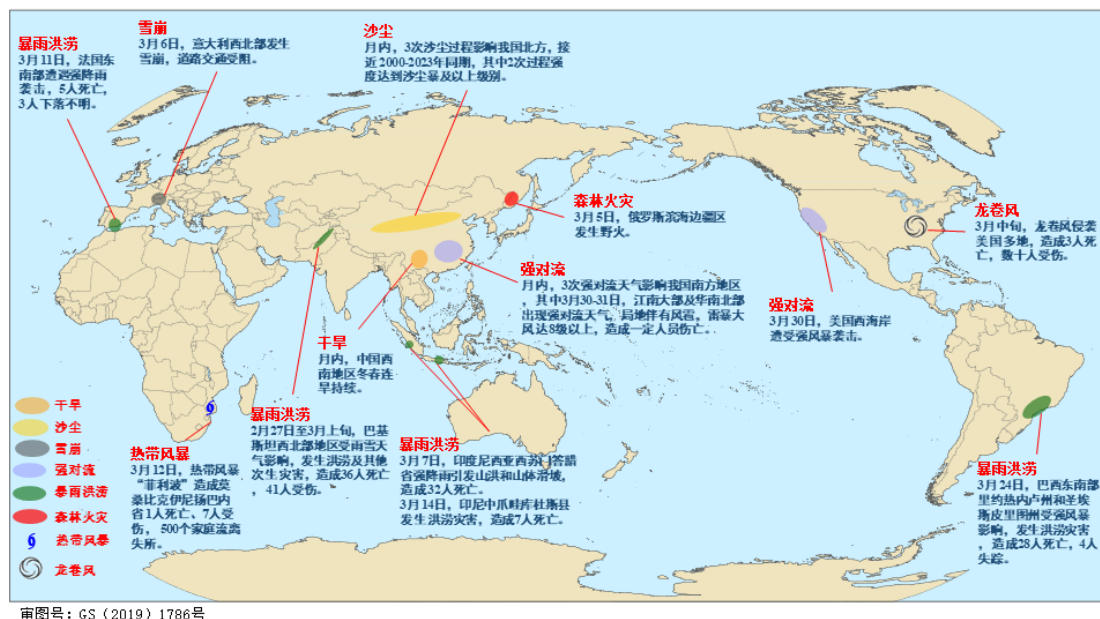 雪崩
3月6日，意大利西北部发生
雪崩，道路交通受阻。
暴雨洪涝
3月11日，法国东
南部遭遇强降雨
袭击，5人死亡，
3人下落不明。
沙尘
月内，3次沙尘过程影响我国北方，接
近2000-2023年同期，其中2次过程强
度达到沙尘暴及以上级别。
森林火灾
3月5日，俄罗斯滨海边疆区
发生野火。
龙卷风
3月中旬，龙卷风侵袭
美国多地，造成3人死
亡，数十人受伤。
强对流
月内，3次强对流天气影响我国南方地区
，其中3月30-31日，江南大部及华南北部
出现强对流天气，局地伴有风雹，雷暴大
风达8级以上，造成一定人员伤亡。
强对流
3月30日，美国西海岸
遭受强风暴袭击。
干旱
月内，中国西
南地区冬春连
旱持续。
暴雨洪涝
2月27日至3月上旬，巴基
斯坦西北部地区受雨雪天
气影响，发生洪涝及其他
次生灾害，造成36人死亡
，41人受伤。
暴雨洪涝
3月7日，印度尼西亚西苏门答腊
省强降雨引发山洪和山体滑坡，
造成32人死亡。
3月14日，印尼中爪哇库杜斯县
发生洪涝灾害，造成7人死亡。
热带风暴
3月12日，热带风暴
“菲利波”造成莫
桑比克伊尼扬巴内
省1人死亡、7人受
伤， 500个家庭流离
失所。
暴雨洪涝
3月24日，巴西东南部
里约热内卢州和圣埃
斯皮里图州受强风暴
影响，发生洪涝灾害
，造成28人死亡，4人
失踪。
干旱
沙尘
雪崩
强对流
暴雨洪涝
森林火灾
热带风暴
龙卷风
审图号：GS（2019）1786号